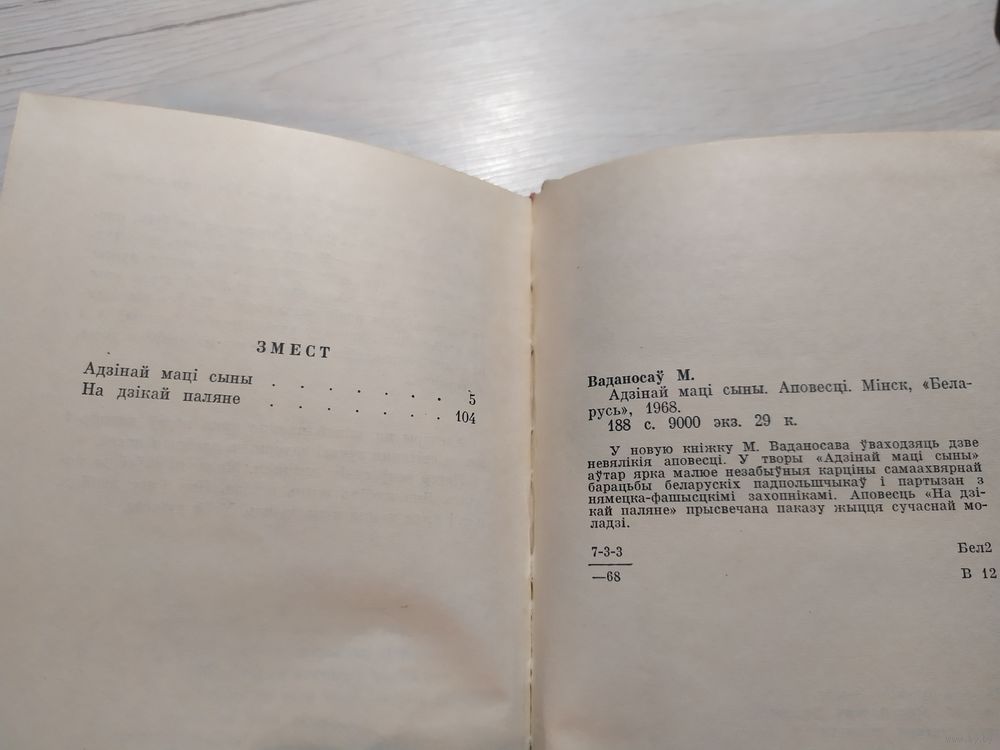 ЗМЕСТ
Адзінай маці сыны . . . . . . . 5
На дзікай паляне . . . . . . . 104
Ваданосаў М.
Адзінай маці сыны. Аповесці. Мінск, «Бела-
русь», 1968.
188 с. 9000 экз. 29 к.
У новую кніжку М. Ваданосава ўваходзяць дзве
невялікія аповесці. У творы «Адзінай маці сыны»
аўтар ярка малюе незабыўныя карціны самаахвярнай
барацьбы беларускіх падпольшчыкаў і партызан з
нямецка-фашысцкімі захопнікамі. Аповесць «На дзі-
кай паляне» прысвечана паказу жыцця сучаснай мо-
ладзі.
7-3-3 Бел2
—68 В 12